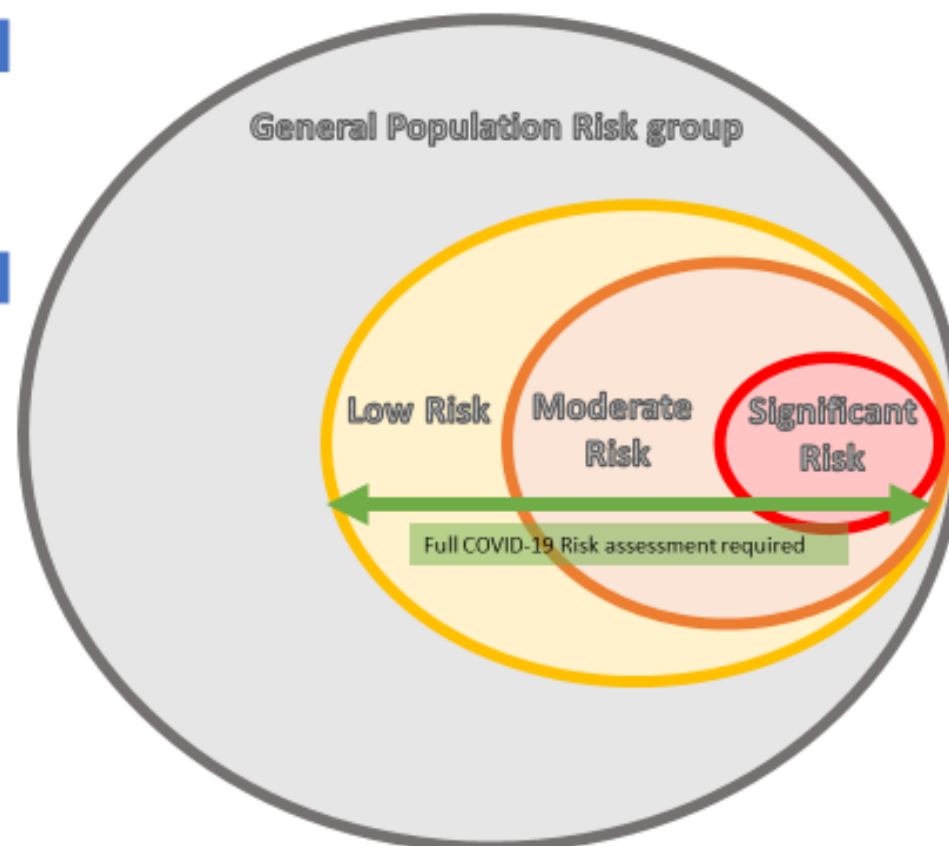 General Population Risk group
Low Risk
Moderate
Risk
Significant
Risk
Full COVID-19 Risk assessment required